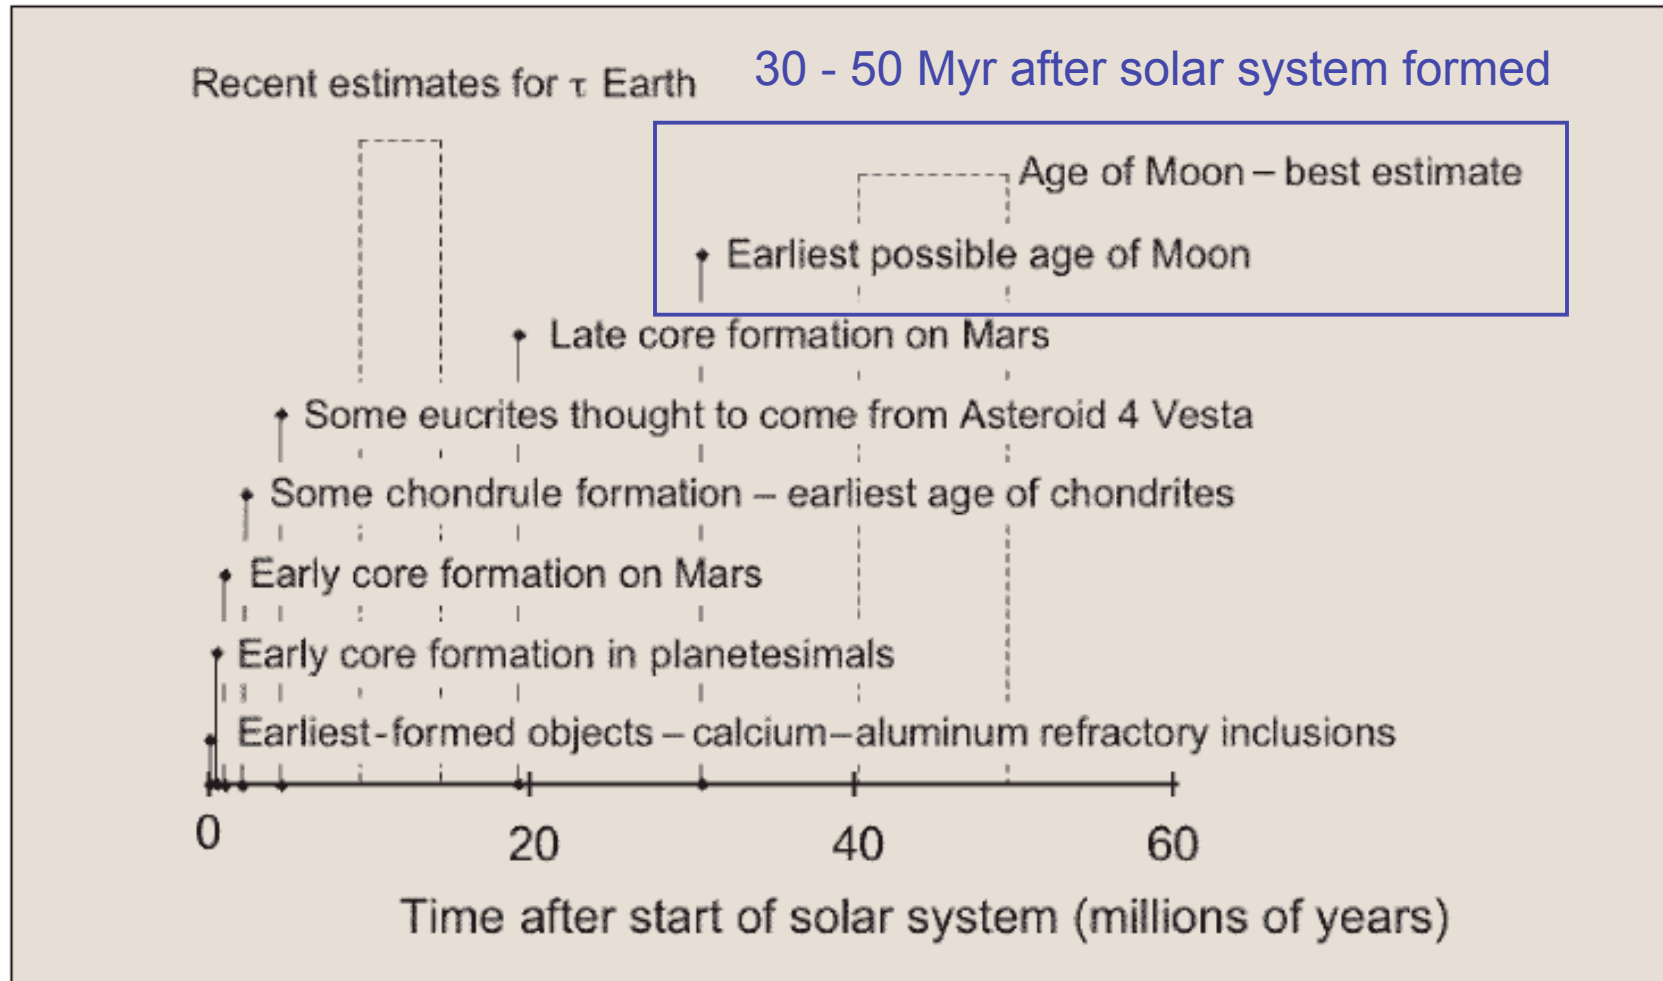 30 - 50 Myr after solar system formed
Recent estimates for τ Earth
Age of Moon – best estimate
Earliest possible age of Moon
Late core formation on Mars
Some eucrites thought to come from Asteroid 4 Vesta
Some chondrule formation – earliest age of chondrites
Early core formation on Mars
Early core formation in planetesimals
Earliest-formed objects – calcium–aluminum refractory inclusions
0 20 40 60
Time after start of solar system (millions of years)